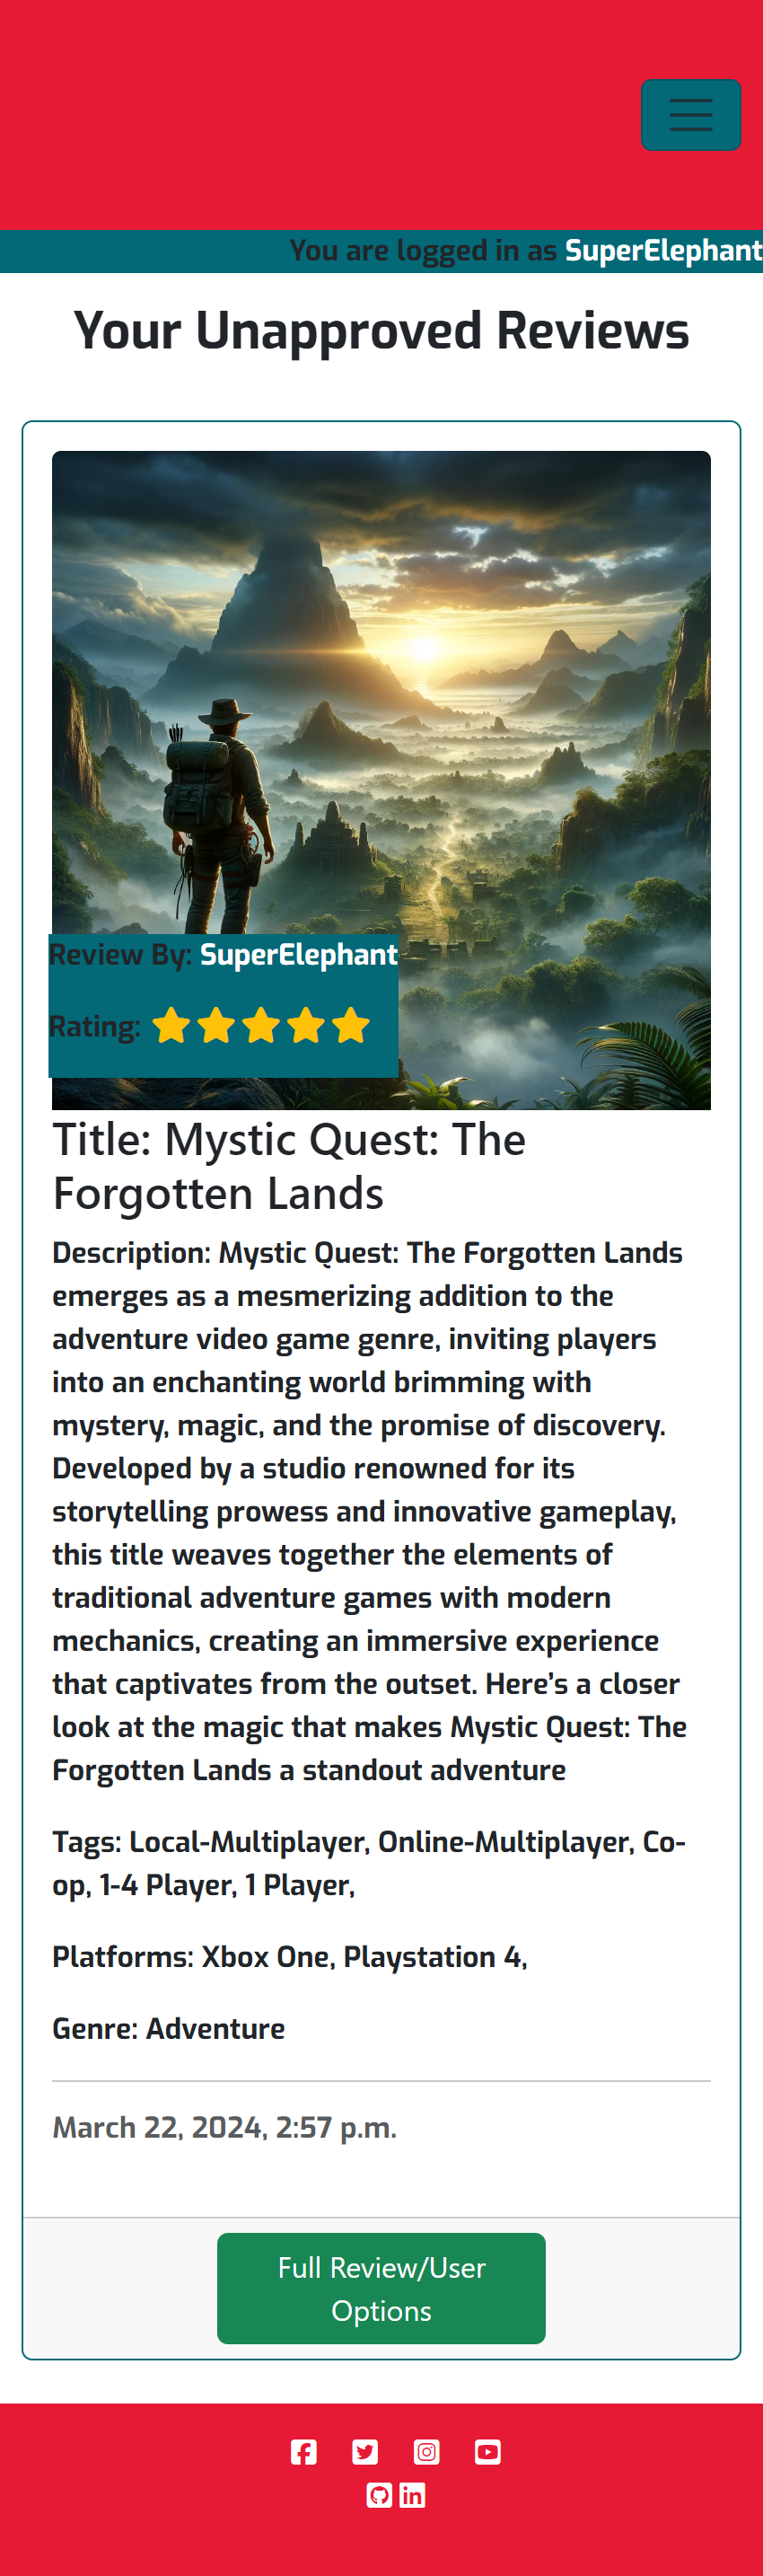 You are logged in as SuperElephant
Your Unapproved Reviews
Review By: SuperElephant
Rating:
Title: Mystic Quest: The
Forgotten Lands
Description: Mystic Quest: The Forgotten Lands
emerges as a mesmerizing addition to the
adventure video game genre, inviting players
into an enchanting world brimming with
mystery, magic, and the promise of discovery.
Developed by a studio renowned for its
storytelling prowess and innovative gameplay,
this title weaves together the elements of
traditional adventure games with modern
mechanics, creating an immersive experience
that captivates from the outset. Here’s a closer
look at the magic that makes Mystic Quest: The
Forgotten Lands a standout adventure
Tags: Local-Multiplayer, Online-Multiplayer, Co-
op, 1-4 Player, 1 Player,
Platforms: Xbox One, Playstation 4,
Genre: Adventure
March 22, 2024, 2:57 p.m.
Full Review/User
Options